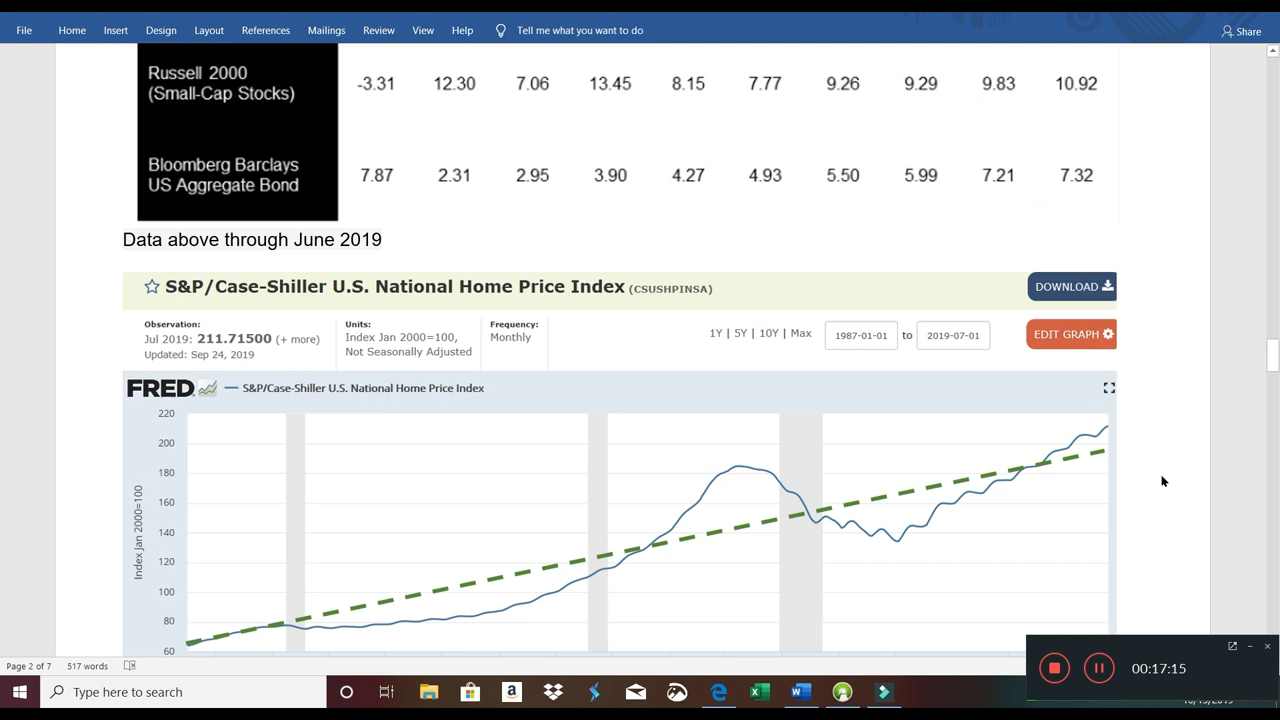 File Home Insert Design Layout References Mailings Review View Help Tell me what you want to do Share
Russell 2000
(Small-Cap Stocks)
-3.31 12.30 7.06 13.45 8.15 7.77 9.26 9.29 9.83 10.92
Bloomberg Barclays
US Aggregate Bond
7.87 2.31 2.95 3.90 4.27 4.93 5.50 5.99 7.21 7.32
Data above through June 2019
S&P/Case-Shiller U.S. National Home Price Index (CSUSHPINSA)
DOWNLOAD
Observation:
Jul 2019: 211.71500 (+ more)
Updated: Sep 24, 2019
Units:
Index Jan 2000=100,
Not Seasonally Adjusted
Frequency:
Monthly
1Y | 5Y | 10Y | Max
1987-01-01 to 2019-07-01
EDIT GRAPH
FRED S&P/Case-Shiller U.S. National Home Price Index
220
200
180
160
140
120
100
80
60
Index Jan 2000=100
Page 2 of 7 517 words
00:17:15
Type here to search